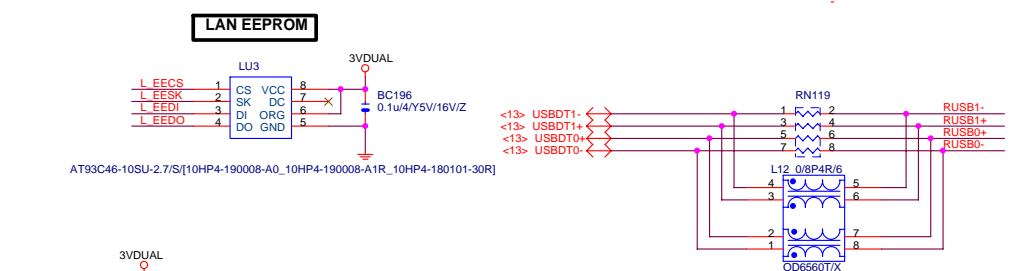 LAN EEPROM
3VDUAL
LU3
L_EECS 1 CS VCC 8
L_EESK 2 SK DC 7
L_EEDI 3 DI ORG 6
L_EEDO 4 DO GND 5
BC196
0.1u/4/Y5V/16V/Z
AT93C46-10SU-2.7/S/[10HP4-190008-A0_10HP4-190008-A1R_10HP4-180101-30R]
3VDUAL
RN119
<13> USBDT1- 1 2 RUSB1-
<13> USBDT1+ 3 4 RUSB1+
<13> USBDT0+ 5 6 RUSB0+
<13> USBDT0- 7 8 RUSB0-
L12 0/8P4R/6
4 5
3 6
2 7
1 8
OD6560T/X